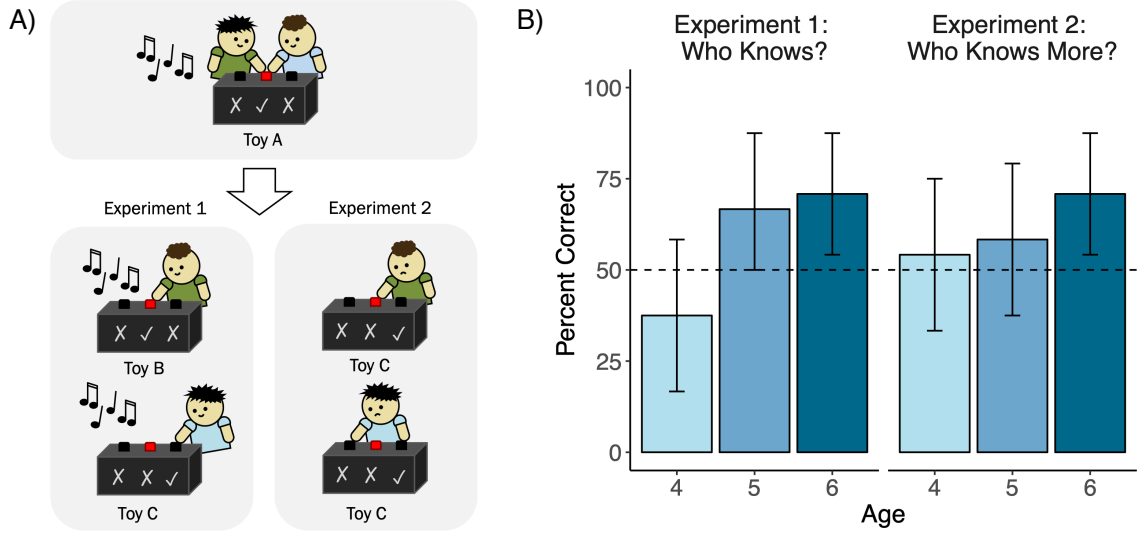 A)
Toy A
Experiment 1
Experiment 2
X ✓ X
X ✓ X
Toy B
X X ✓
Toy C
X X ✓
Toy C
X X ✓
Toy C
B)
Experiment 1:
Who Knows?
Experiment 2:
Who Knows More?
Percent Correct
100
75
50
25
0
4
5
6
4
5
6
Age